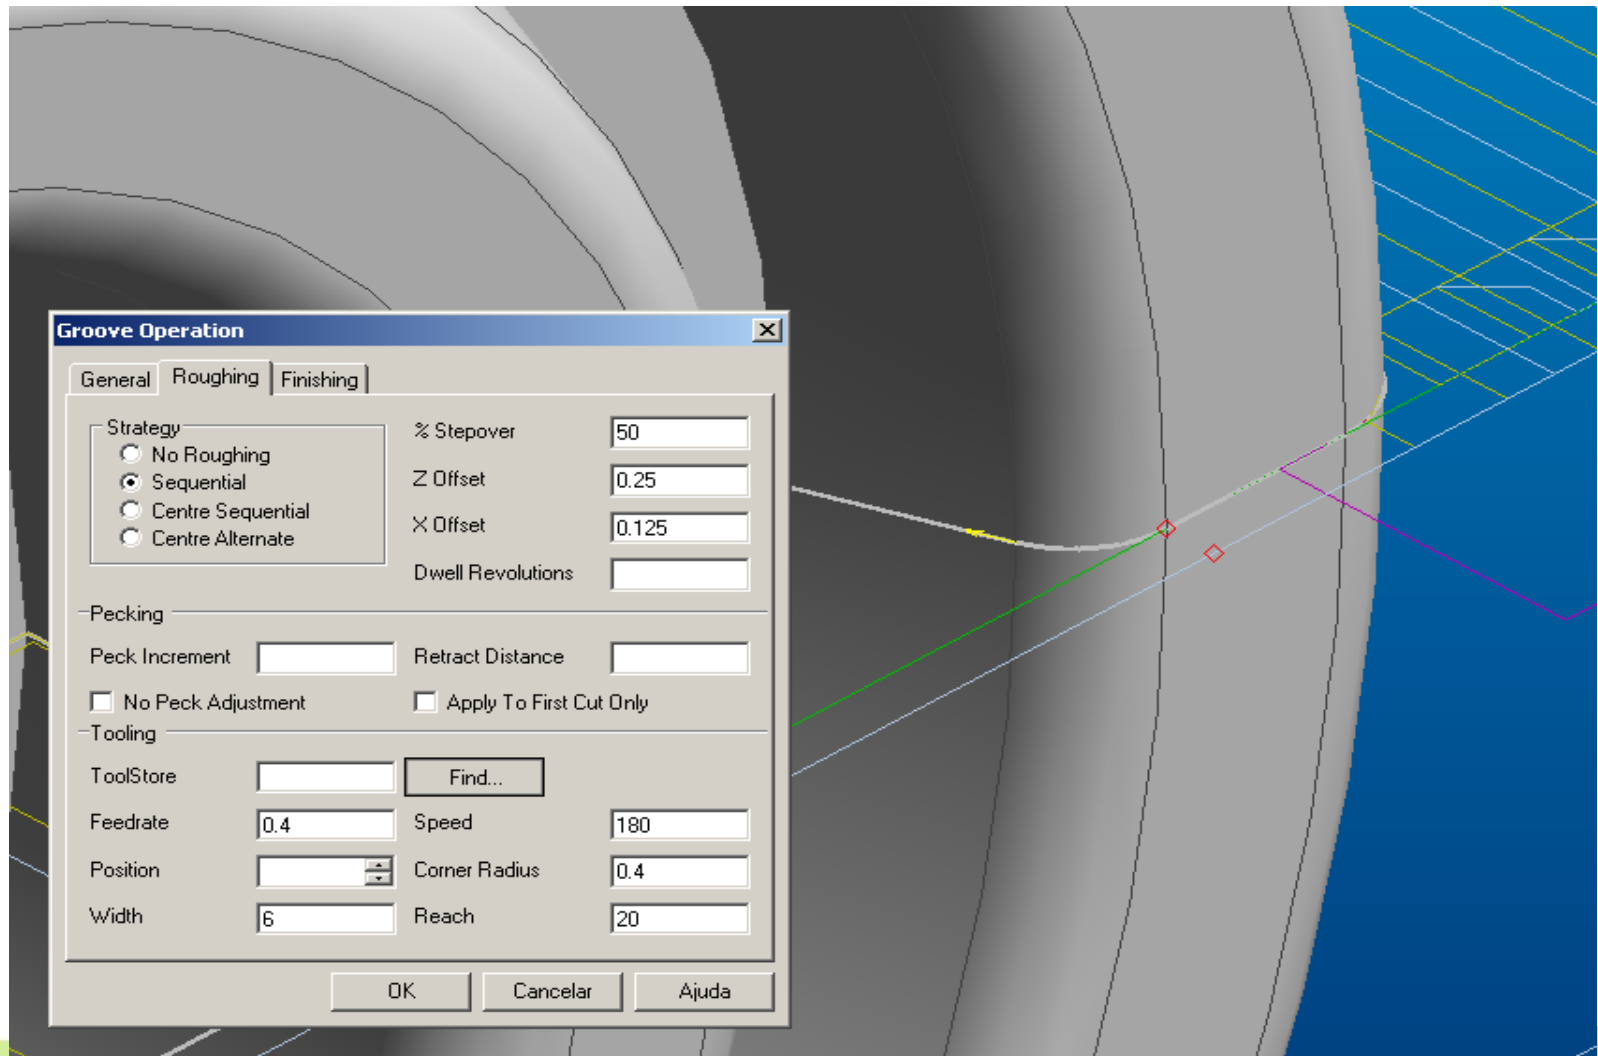 Groove Operation
General Roughing Finishing
Strategy
No Roughing
Sequential
Centre Sequential
Centre Alternate
% Stepover 50
Z Offset 0.25
X Offset 0.125
Dwell Revolutions
Pecking
Peck Increment Retract Distance
No Peck Adjustment Apply To First Cut Only
Tooling
ToolStore Find...
Feedrate 0.4 Speed 180
Position Corner Radius 0.4
Width 6 Reach 20
OK Cancelar Ajuda